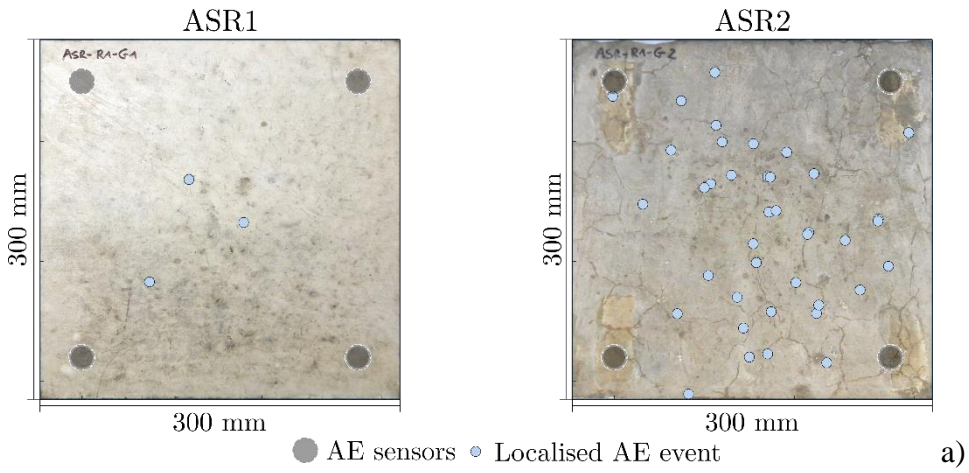 ASR1
ASR2
ASR-R1-G1
ASR-R1-G2
300 mm
300 mm
300 mm
300 mm
AE sensors
Localised AE event
a)